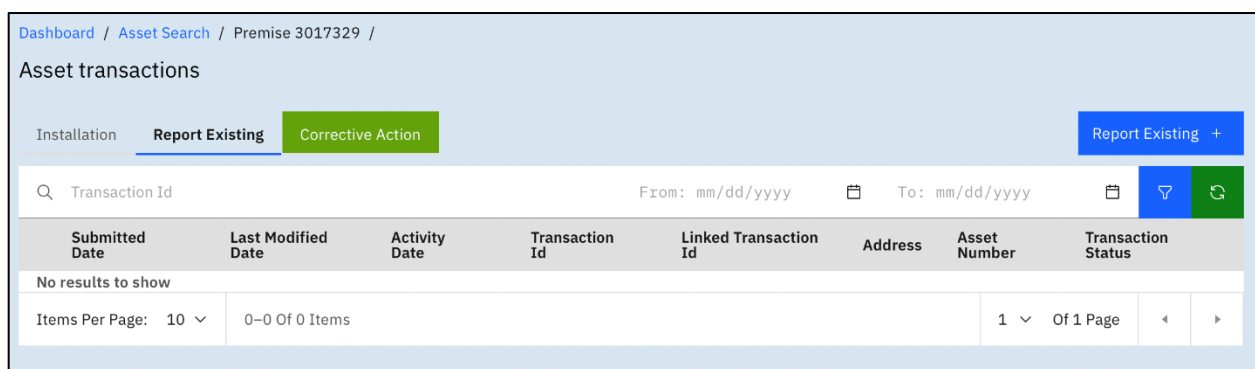 Dashboard / Asset Search / Premise 3017329 /
Asset transactions
Installation Report Existing Corrective Action Report Existing +
Transaction Id From: mm/dd/yyyy To: mm/dd/yyyy
Submitted Date Last Modified Date Activity Date Transaction Id Linked Transaction Id Address Asset Number Transaction Status
No results to show
Items Per Page: 10 0–0 Of 0 Items 1 Of 1 Page